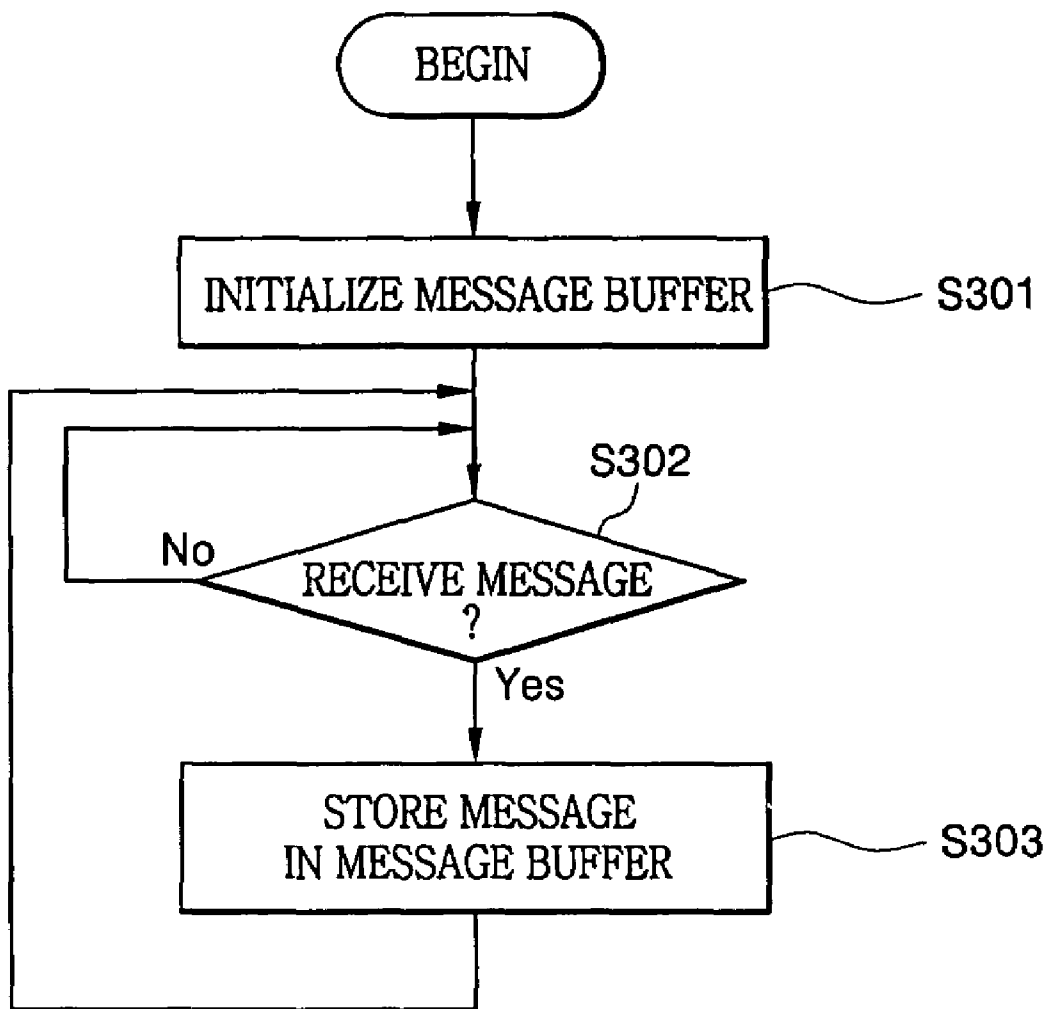 BEGIN
INITIALIZE MESSAGE BUFFER
S301
S302
No
RECEIVE MESSAGE
?
Yes
STORE MESSAGE
IN MESSAGE BUFFER
S303